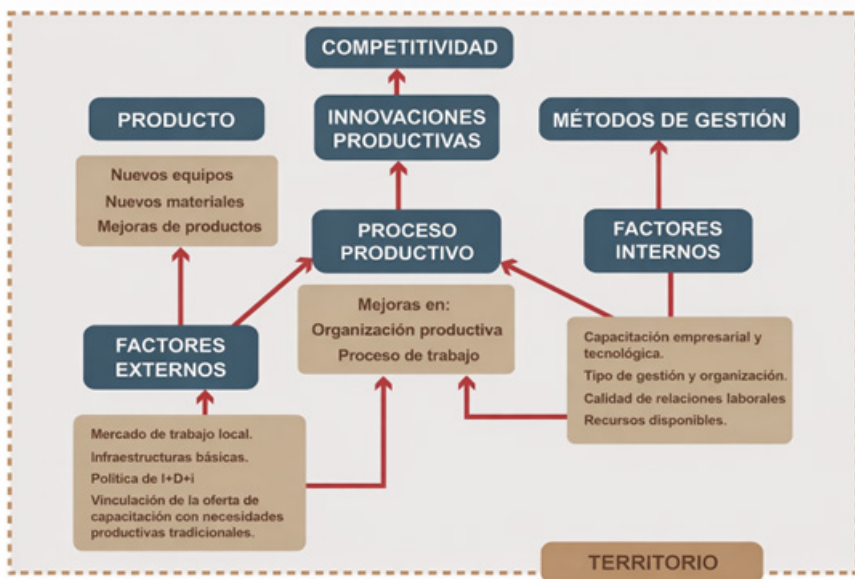 COMPETITIVIDAD
PRODUCTO
INNOVACIONES
PRODUCTIVAS
MÉTODOS DE GESTIÓN
Nuevos equipos
Nuevos materiales
Mejoras de productos
PROCESO
PRODUCTIVO
FACTORES
INTERNOS
Mejoras en:
Organización productiva
Proceso de trabajo
FACTORES
EXTERNOS
Capacitación empresarial y
tecnológica.
Tipo de gestión y organización.
Calidad de relaciones laborales
Recursos disponibles.
Mercado de trabajo local.
Infraestructuras básicas.
Política de I+D+i
Vinculación de la oferta de
capacitación con necesidades
productivas tradicionales.
TERRITORIO